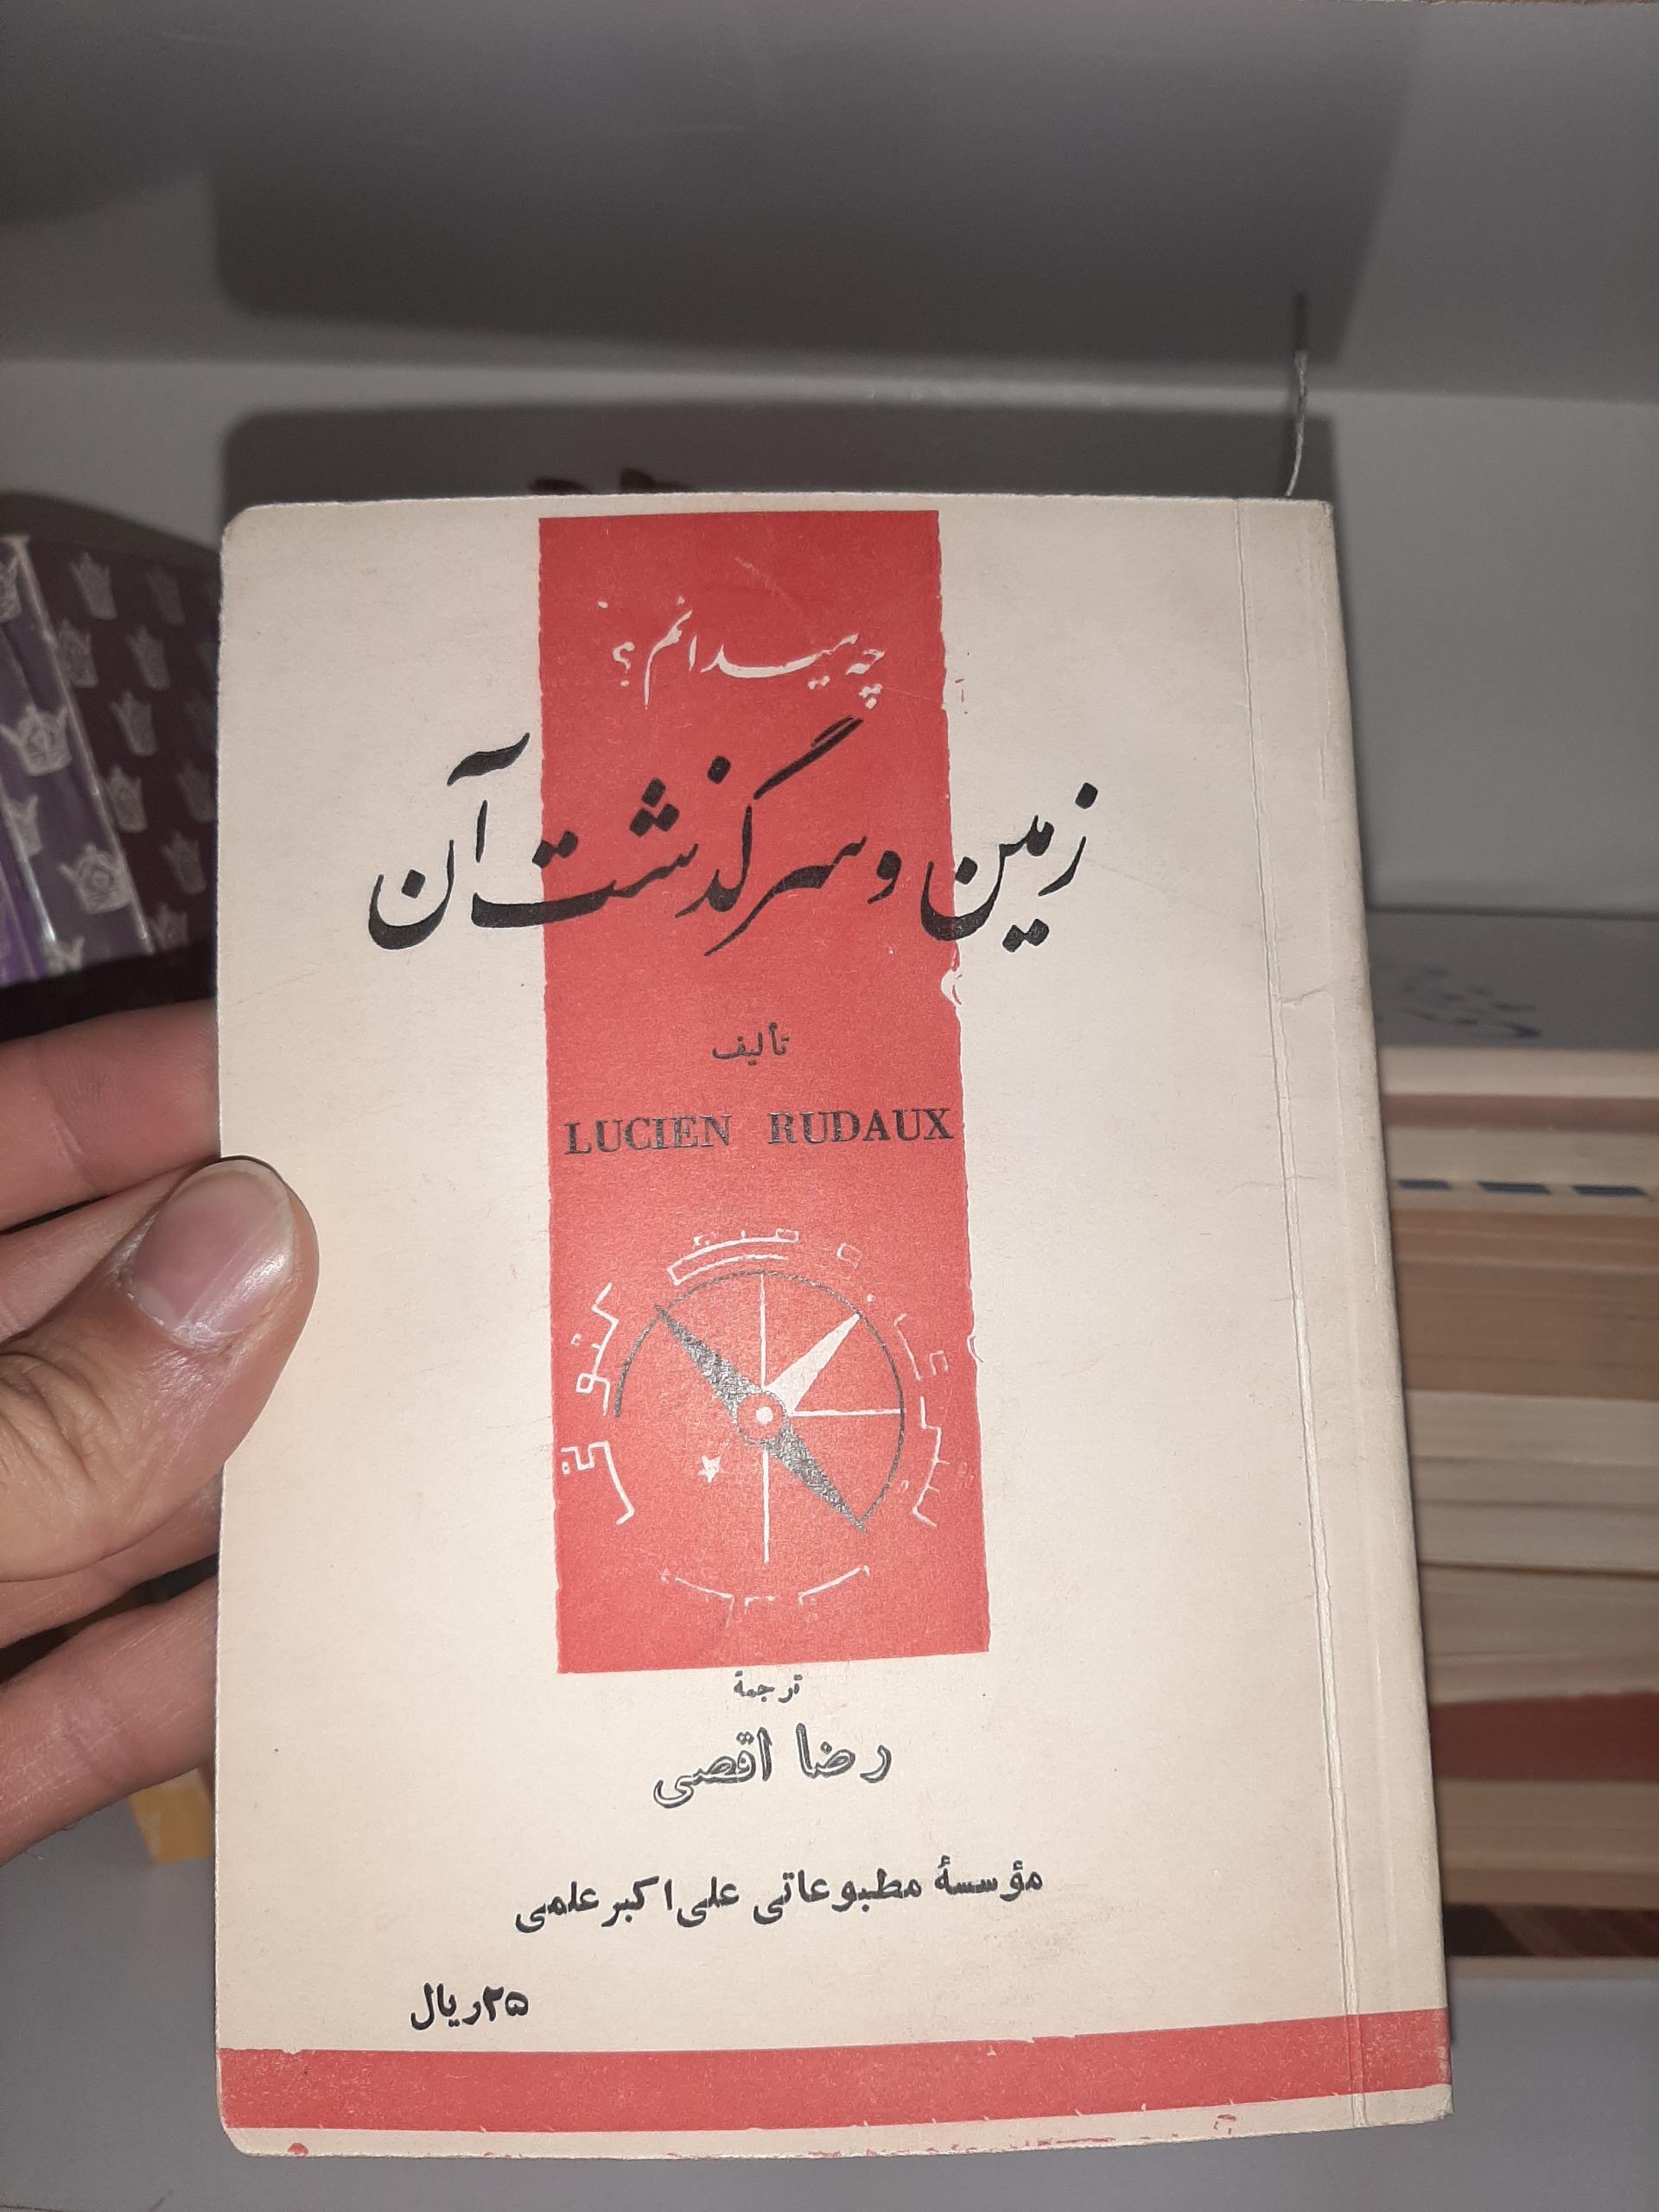 چه میدانم؟
زمین و سرگذشت آن
تألیف
LUCIEN RUDAUX
ترجمهٔ
رضا اقصی
مؤسسهٔ مطبوعاتی علی اکبر علمی
۲۵ ریال